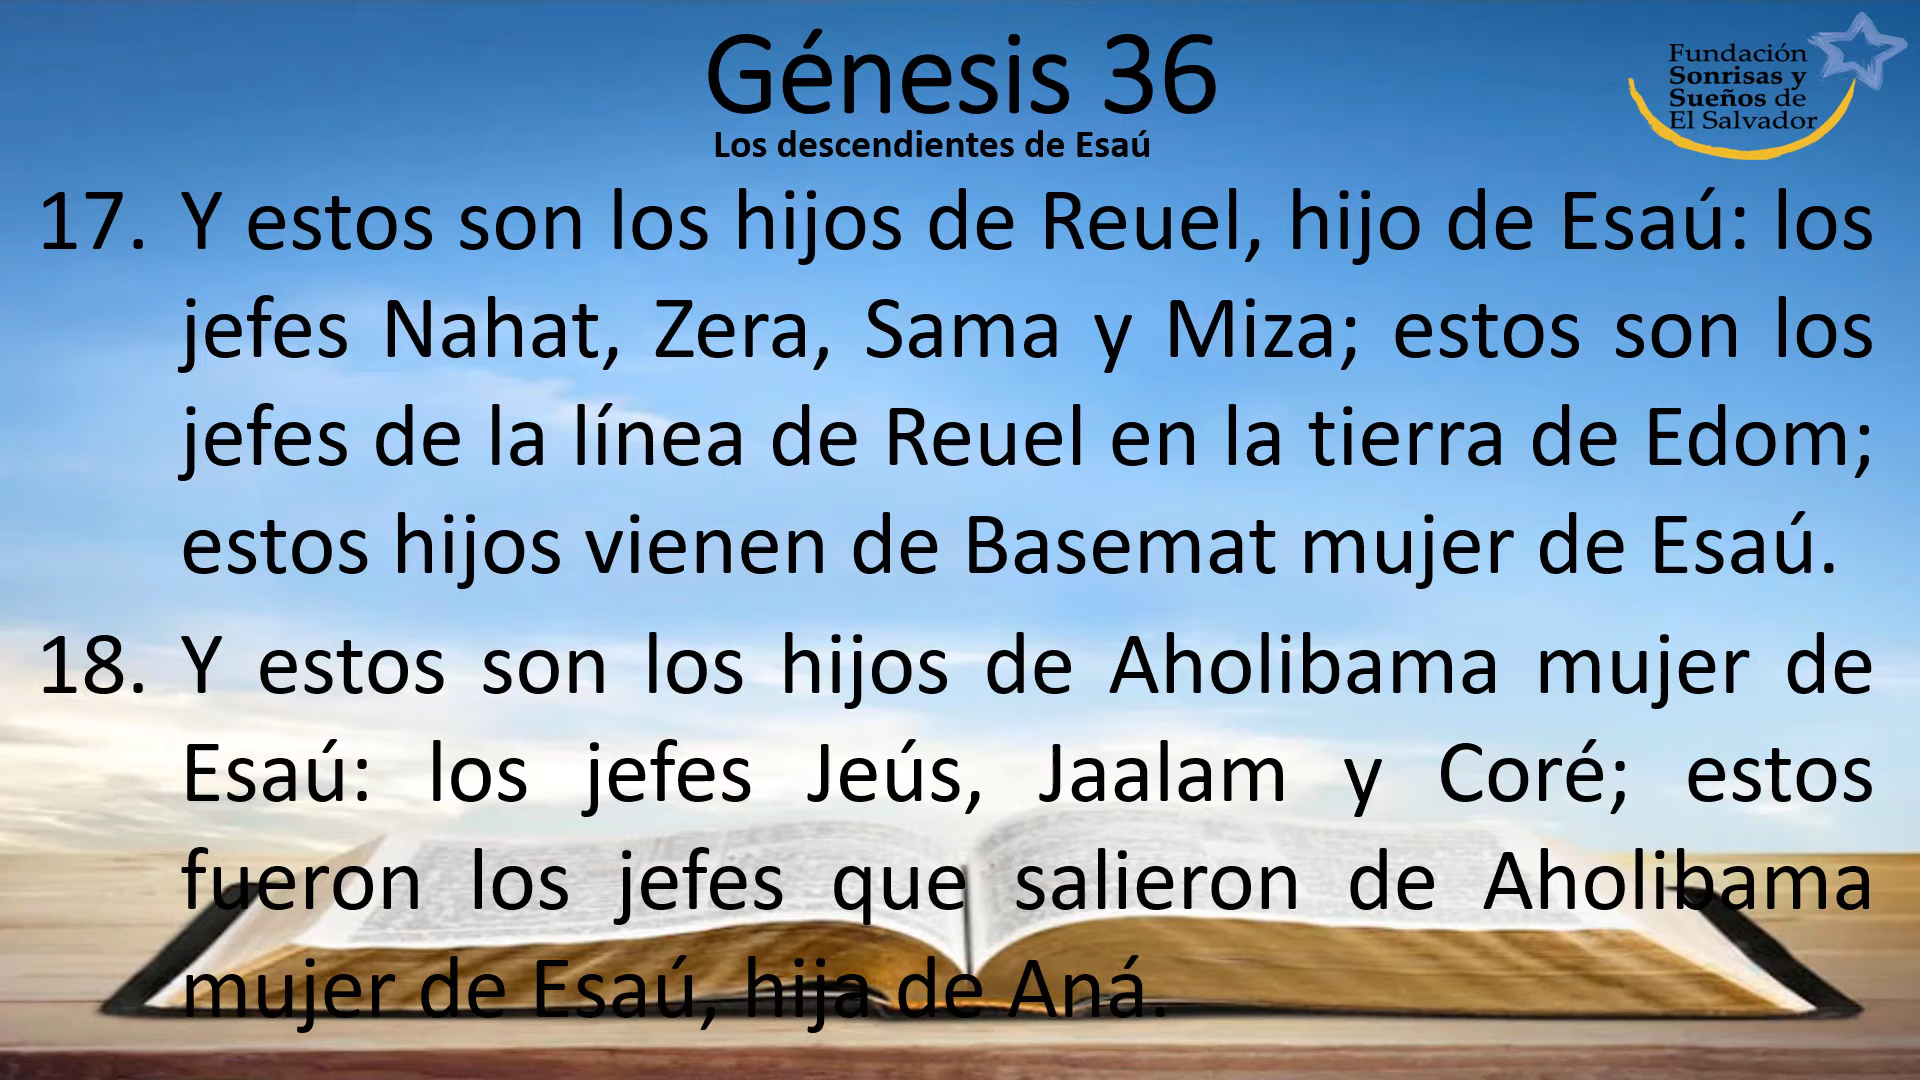 Génesis 36
Los descendientes de Esaú
Fundación
Sonrisas y
Sueños de
El Salvador
17. Y estos son los hijos de Reuel, hijo de Esaú: los
jefes Nahat, Zera, Sama y Miza; estos son los
jefes de la línea de Reuel en la tierra de Edom;
estos hijos vienen de Basemat mujer de Esaú.
18. Y estos son los hijos de Aholibama mujer de
Esaú: los jefes Jeús, Jaalam y Coré; estos
fueron los jefes que salieron de Aholibama
mujer de Esaú, hija de Aná.